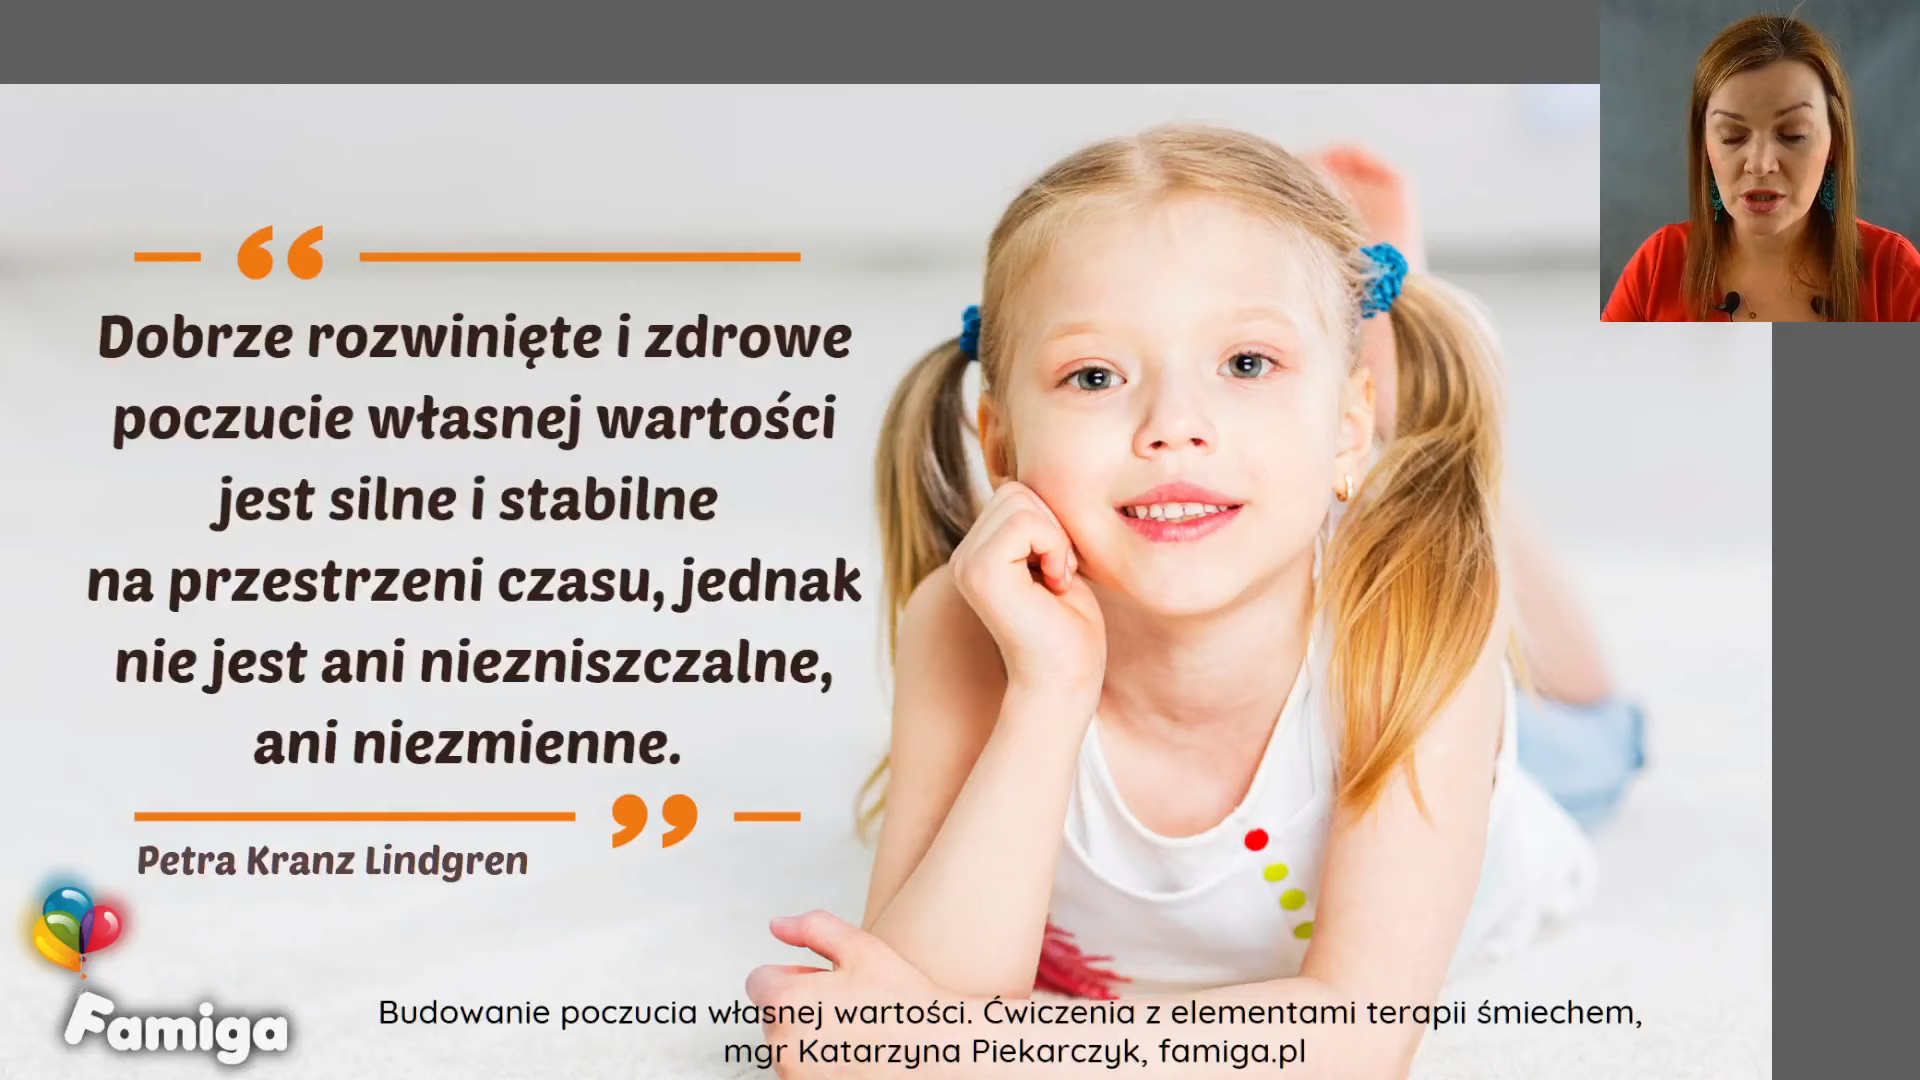 Dobrze rozwinięte i zdrowe
poczucie własnej wartości
jest silne i stabilne
na przestrzeni czasu, jednak
nie jest ani niezniszczalne,
ani niezmienne.
Petra Kranz Lindgren
Famiga
Budowanie poczucia własnej wartości. Ćwiczenia z elementami terapii śmiechem,
mgr Katarzyna Piekarczyk, famiga.pl